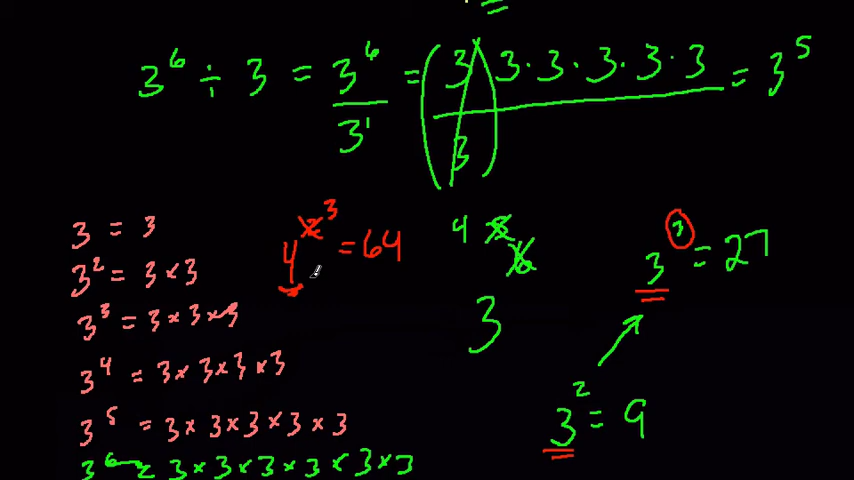 3^6 ÷ 3 = 3^6/3^1 = (3/3) 3 · 3 · 3 · 3 · 3 = 3^5
3 = 3
3^2 = 3 × 3
3^3 = 3 × 3 × 3
3^4 = 3 × 3 × 3 × 3
3^5 = 3 × 3 × 3 × 3 × 3
3^6 = 3 × 3 × 3 × 3 × 3 × 3
4^3 = 64
4
3
3^3 = 27
3^2 = 9